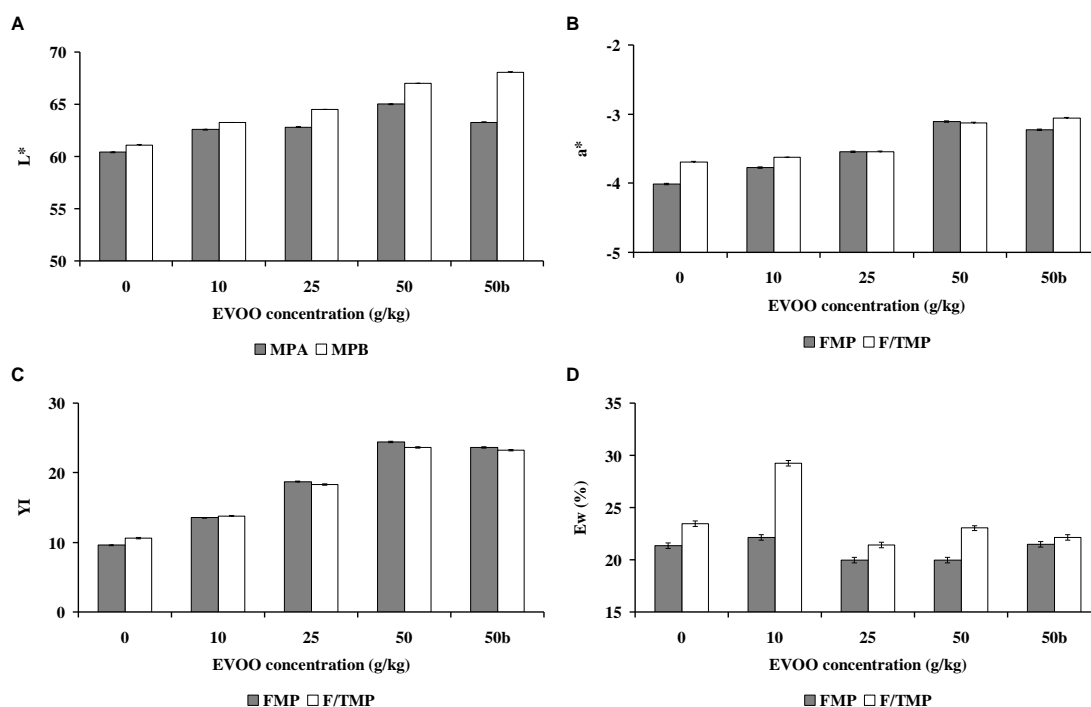 A
70
65
60
55
50
L*
0 10 25 50 50b
EVOO concentration (g/kg)
MPA MPB
B
-2
-3
-4
-5
a*
0 10 25 50 50b
EVOO concentration (g/kg)
FMP F/TMP
C
30
20
10
0
YI
0 10 25 50 50b
EVOO concentration (g/kg)
FMP F/TMP
D
35
30
25
20
15
Ew (%)
0 10 25 50 50b
EVOO concentration (g/kg)
FMP F/TMP